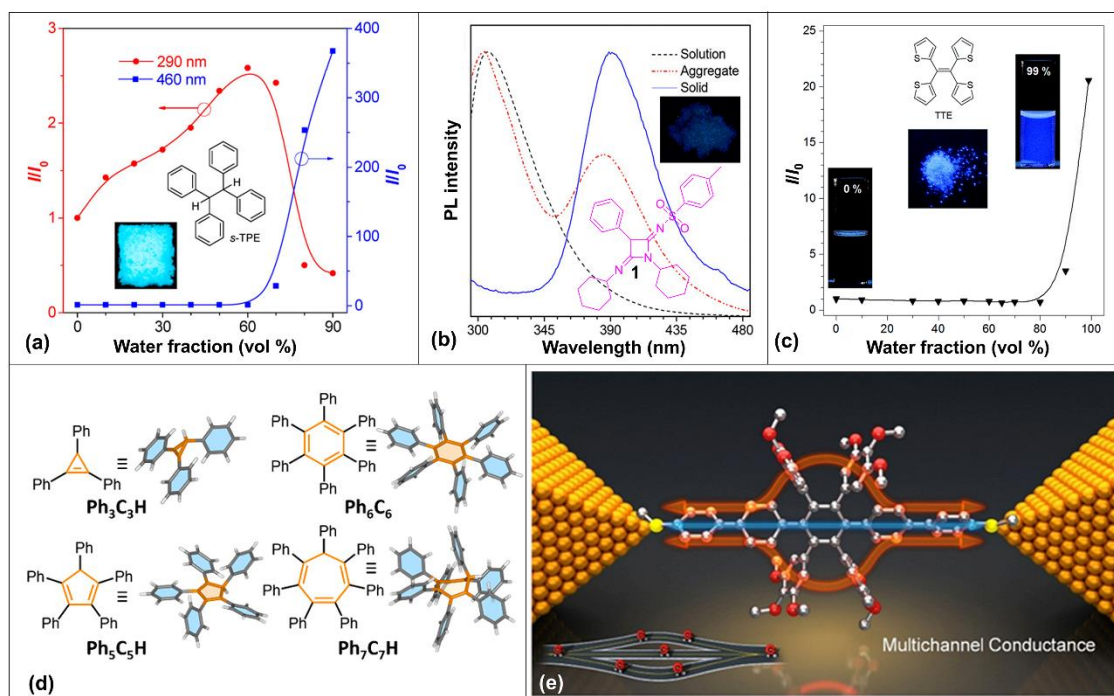 3
2
1
0
I/I0
290 nm
460 nm
H
H
s-TPE
400
350
300
250
200
150
100
50
0
I/I0
0
30
60
90
Water fraction (vol %)
(a)
PL intensity
Solution
Aggregate
Solid
O
S
O
N
N
N
1
300
345
390
435
480
Wavelength (nm)
(b)
I/I0
25
20
15
10
5
0
S
S
S
S
TTE
0 %
99 %
0
20
40
60
80
100
Water fraction (vol %)
(c)
Ph
Ph
Ph
≡
Ph3C3H
Ph
Ph
Ph
Ph
Ph
Ph
≡
Ph6C6
Ph
Ph
Ph
Ph
Ph
≡
Ph5C5H
Ph
Ph
Ph
Ph
Ph
Ph
Ph
≡
Ph7C7H
(d)
Multichannel Conductance
(e)